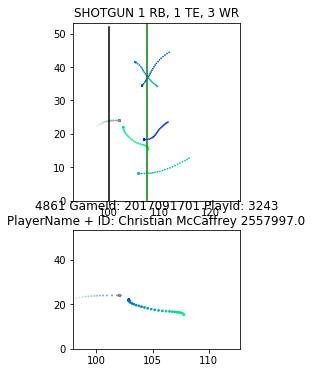 SHOTGUN 1 RB, 1 TE, 3 WR
50
40
30
20
10
0
100 110 120
4861 GameId: 2017091701 PlayId: 3243
PlayerName + ID: Christian McCaffrey 2557997.0
40
20
0
100 105 110